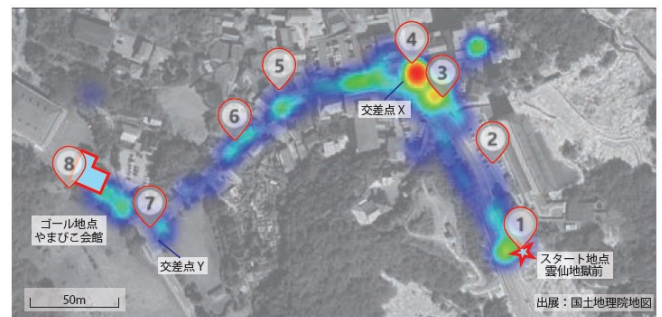 4
5
3
交差点 X
6
2
8
7
1
ゴール地点
やまびこ会館
交差点 Y
スタート地点
雲仙地獄前
50m
出展：国土地理院地図